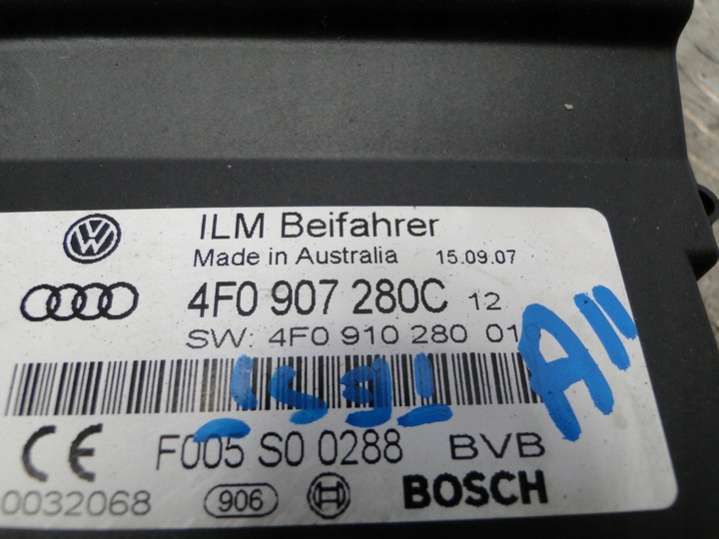 ILM Beifahrer
Made in Australia 15.09.07
4F0 907 280C 12
SW: 4F0 910 280
F005 S0 0288 BVB
CE
0032068 906 BOSCH